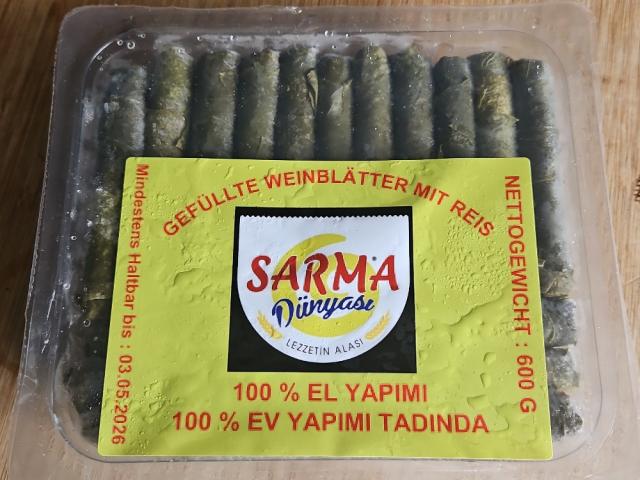 GEFÜLLTE WEINBLÄTTER MIT REIS
Mindestens Haltbar bis : 03.05.2026
NETTOGEWICHT : 600 G
SARMA
Dünyası
LEZZETİN ALASI
100 % EL YAPIMI
100 % EV YAPIMI TADINDA